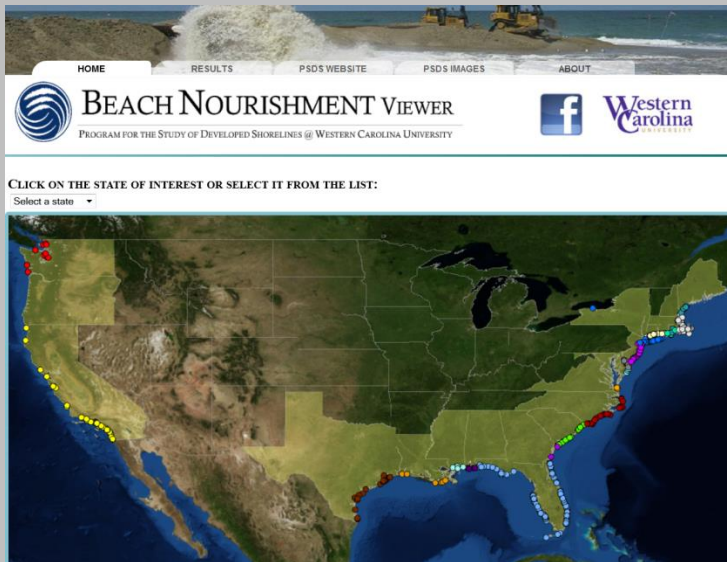 HOME
RESULTS
PSDS WEBSITE
PSDS IMAGES
ABOUT
BEACH NOURISHMENT VIEWER
PROGRAM FOR THE STUDY OF DEVELOPED SHORELINES @ WESTERN CAROLINA UNIVERSITY
f
Western
Carolina
UNIVERSITY
CLICK ON THE STATE OF INTEREST OR SELECT IT FROM THE LIST:
Select a state